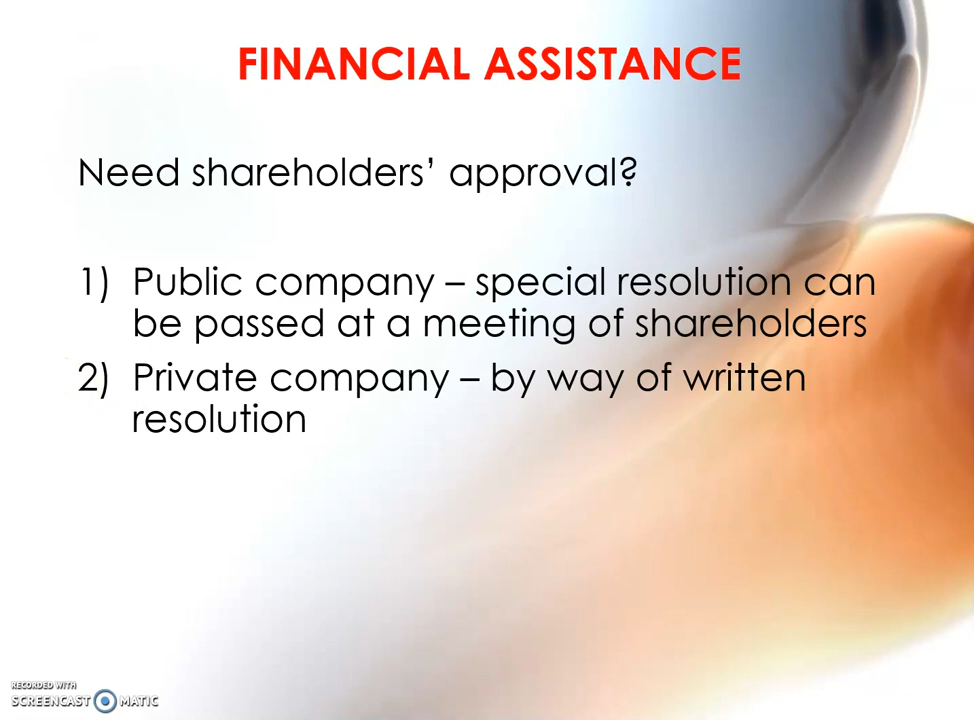 FINANCIAL ASSISTANCE
Need shareholders’ approval?
1) Public company – special resolution can
be passed at a meeting of shareholders
2) Private company – by way of written
resolution
RECORDED WITH
SCREENCAST MATIC